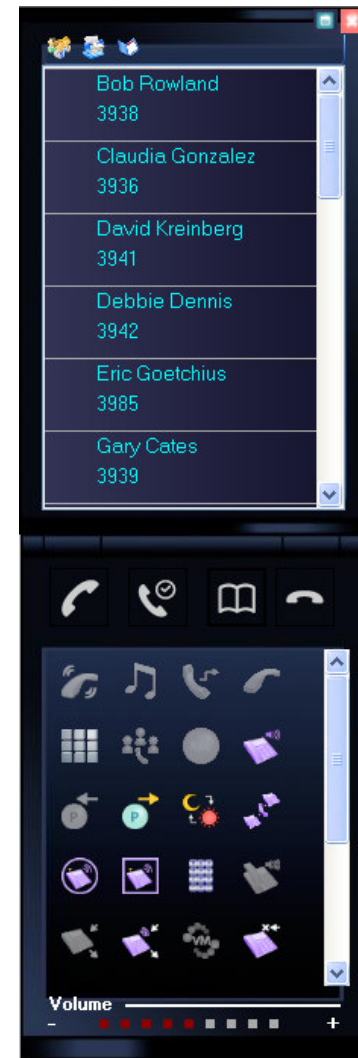 Bob Rowland
3938
Claudia Gonzalez
3936
David Kreinberg
3941
Debbie Dennis
3942
Eric Goetchius
3985
Gary Cates
3939
P
P
VM
Volume
- +